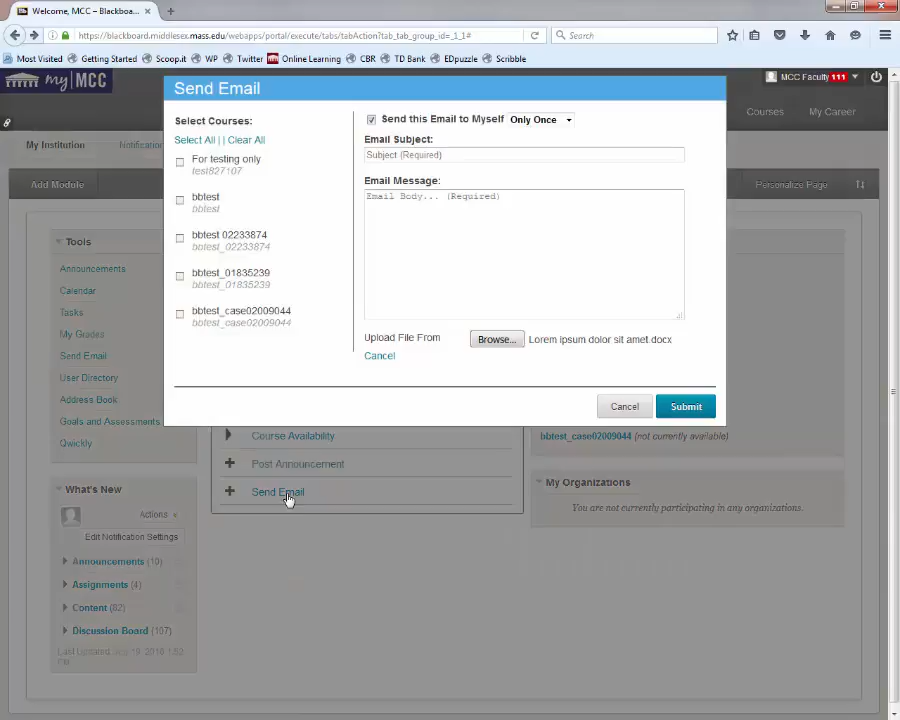 Welcome, MCC – Blackboa...
https://blackboard.middlesex.mass.edu/webapps/portal/execute/tabs/tabAction?tab_tab_group_id=_1_1#
Search
Most Visited Getting Started Scoop.it WP Twitter Online Learning CBR TD Bank EDpuzzle Scribble
my MCC
MCC Faculty 111
Courses My Career
My Institution
Add Module
Personalize Page
Send Email
Select Courses:
Select All | | Clear All
For testing only
test827107
bbtest
bbtest
bbtest 02233874
bbtest_02233874
bbtest_01835239
bbtest_01835239
bbtest_case02009044
bbtest_case02009044
Send this Email to Myself Only Once
Email Subject:
Subject (Required)
Email Message:
Email Body... (Required)
Upload File From Browse... Lorem ipsum dolor sit amet.docx
Cancel
Cancel Submit
Tools
Announcements
Calendar
Tasks
My Grades
Send Email
User Directory
Address Book
Goals and Assessments
Qwickly
What's New
Actions
Edit Notification Settings
Announcements (10)
Assignments (4)
Content (82)
Discussion Board (107)
Last Updated:
Course Availability
Post Announcement
Send Email
bbtest_case02009044 (not currently available)
My Organizations
You are not currently participating in any organizations.